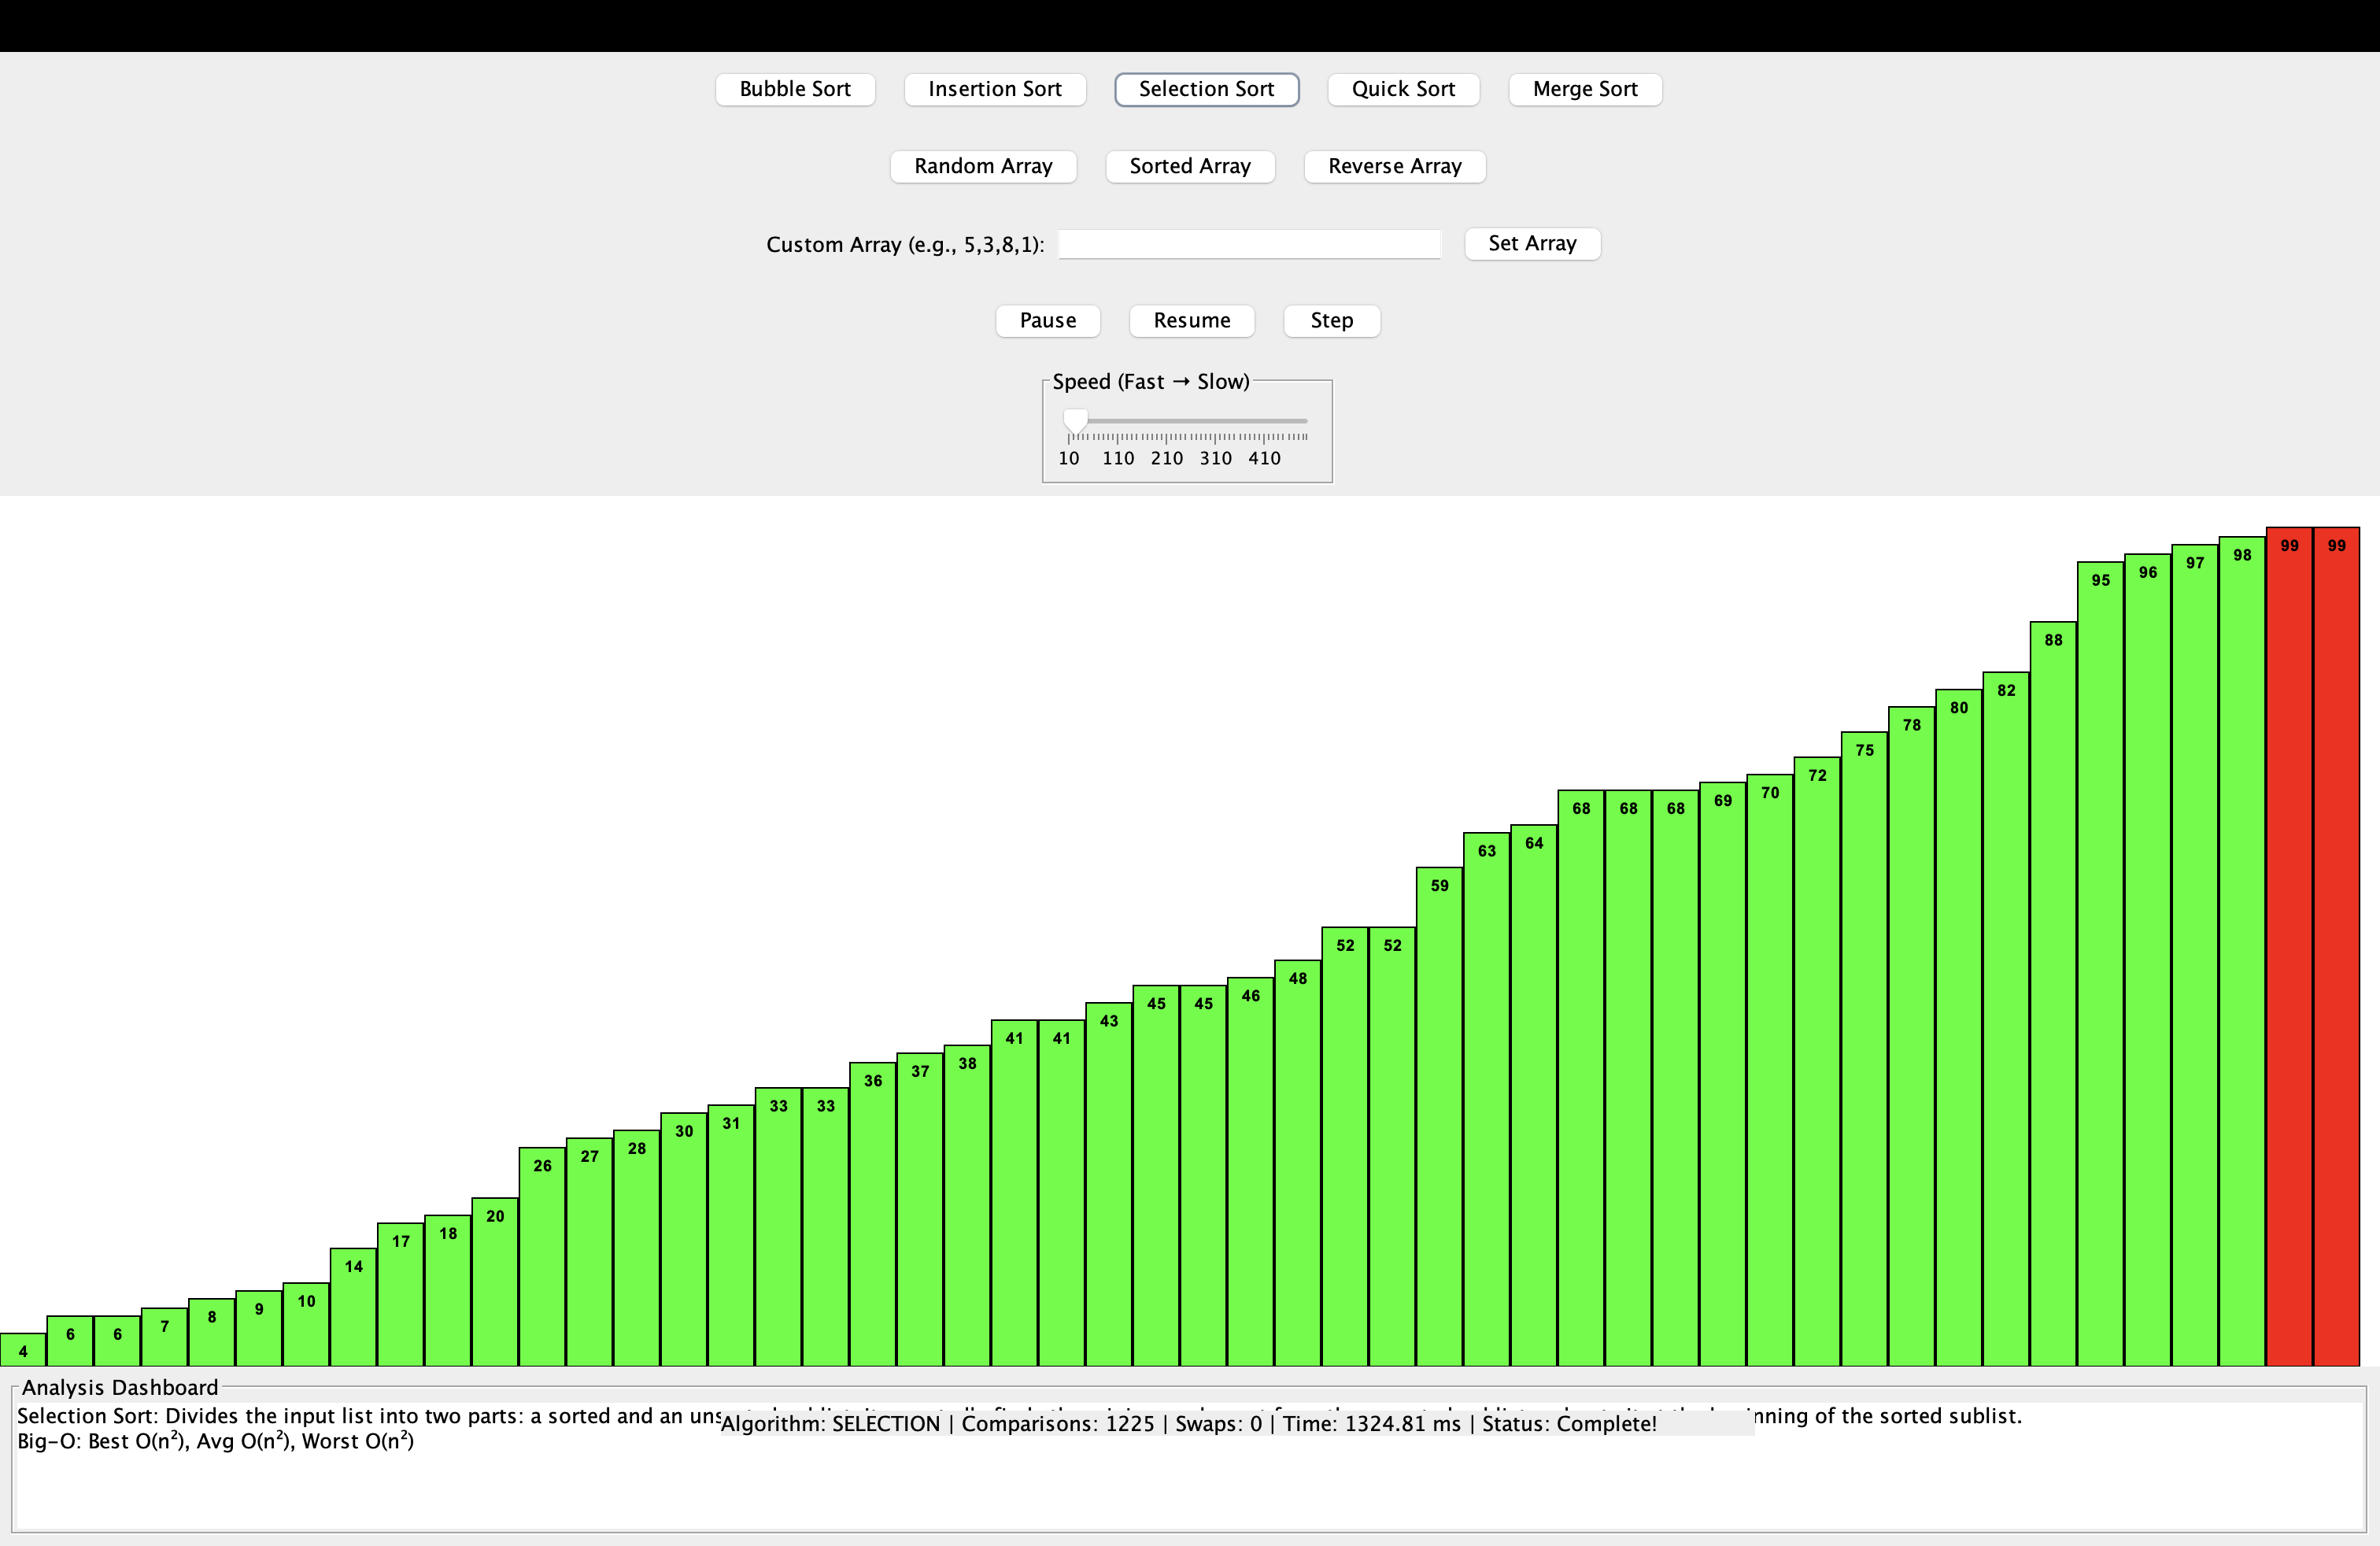 Bubble Sort Insertion Sort Selection Sort Quick Sort Merge Sort
Random Array Sorted Array Reverse Array
Custom Array (e.g., 5,3,8,1): Set Array
Pause Resume Step
Speed (Fast → Slow)
10 110 210 310 410
4 6 6 7 8 9 10 14 17 18 20 26 27 28 30 31 33 33 36 37 38 41 41 43 45 45 46 48 52 52 59 63 64 68 68 68 69 70 72 75 78 80 82 88 95 96 97 98 99 99
Analysis Dashboard
Selection Sort: Divides the input list into two parts: a sorted and an uns
Algorithm: SELECTION | Comparisons: 1225 | Swaps: 0 | Time: 1324.81 ms | Status: Complete!
nning of the sorted sublist.
Big-O: Best O(n²), Avg O(n²), Worst O(n²)